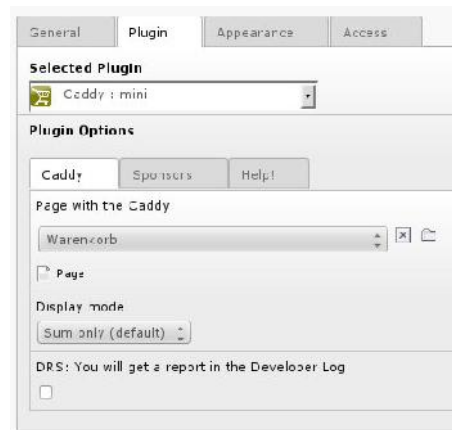 General Plugin Appearance Access
Selected Plugin
Caddy : mini
Plugin Options
Caddy Sponsors Help!
Page with the Caddy
Warenkorb
Page
Display mode
Sum only (default)
DRS: You will get a report in the Developer Log